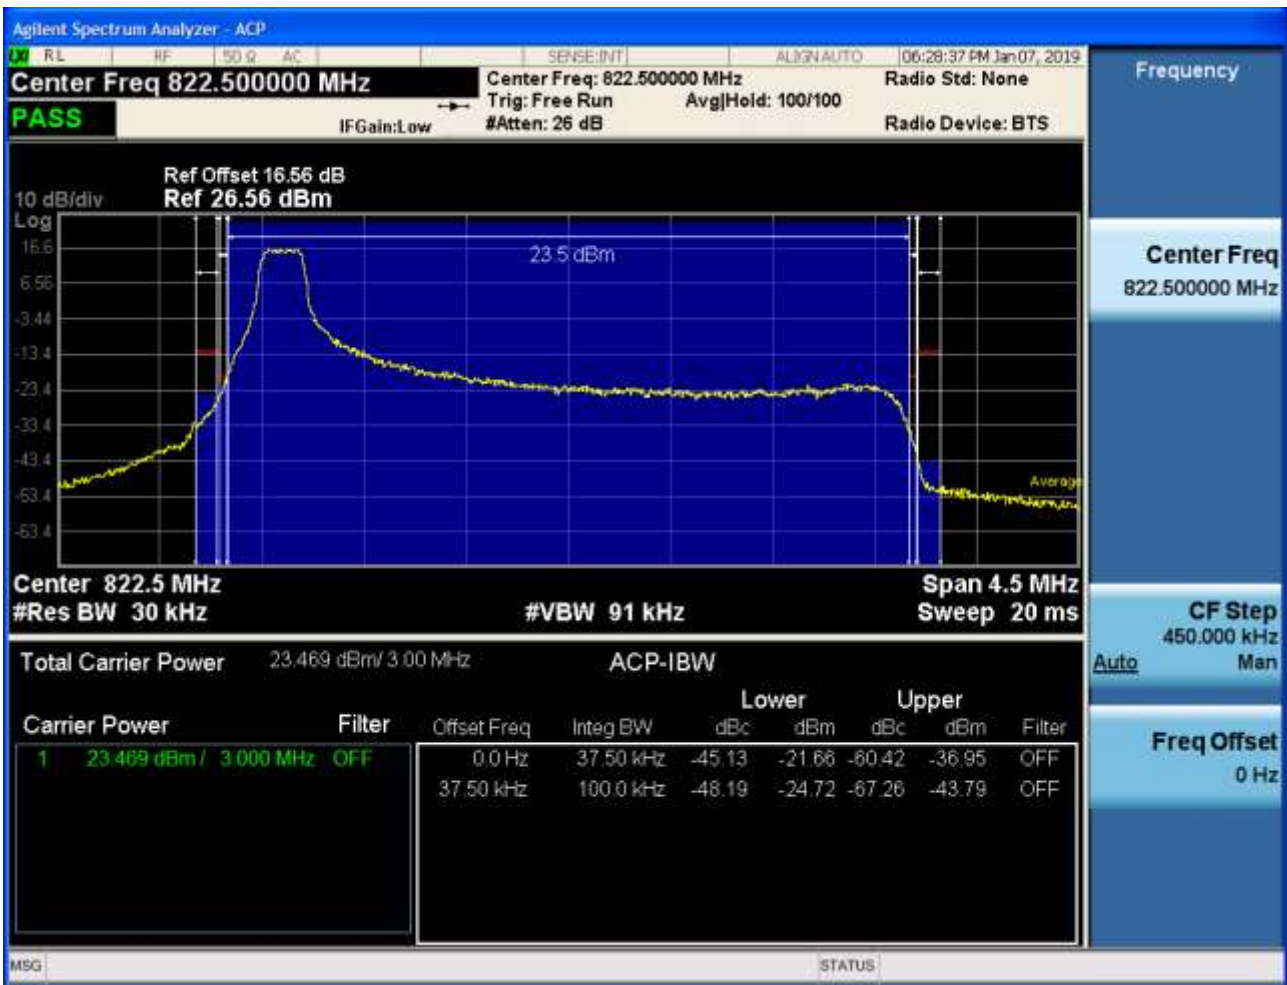 Agilent Spectrum Analyzer - ACP
LXI RL RF 50 Ω AC SENSE:INT ALIGNAUTO 06:28:37 PM Jan 07, 2019
Center Freq 822.500000 MHz
Center Freq: 822.500000 MHz
Radio Std: None
Trig: Free Run Avg|Hold: 100/100
PASS
IFGain:Low
#Atten: 26 dB
Radio Device: BTS
Ref Offset 16.56 dB
10 dB/div Ref 26.56 dBm
Log
16.6
6.56
-3.44
-13.4
-23.4
-33.4
-43.4
-53.4
-63.4
23.5 dBm
Average
Center 822.5 MHz Span 4.5 MHz
#Res BW 30 kHz #VBW 91 kHz Sweep 20 ms
Total Carrier Power 23.469 dBm/ 3.00 MHz ACP-IBW
Lower Upper
Carrier Power Filter Offset Freq Integ BW dBc dBm dBc dBm Filter
1 23.469 dBm / 3.000 MHz OFF 0.0 Hz 37.50 kHz -45.13 -21.66 -60.42 -36.95 OFF
37.50 kHz 100.0 kHz -48.19 -24.72 -67.26 -43.79 OFF
MSG STATUS
Frequency
Center Freq
822.500000 MHz
CF Step
450.000 kHz
Auto Man
Freq Offset
0 Hz